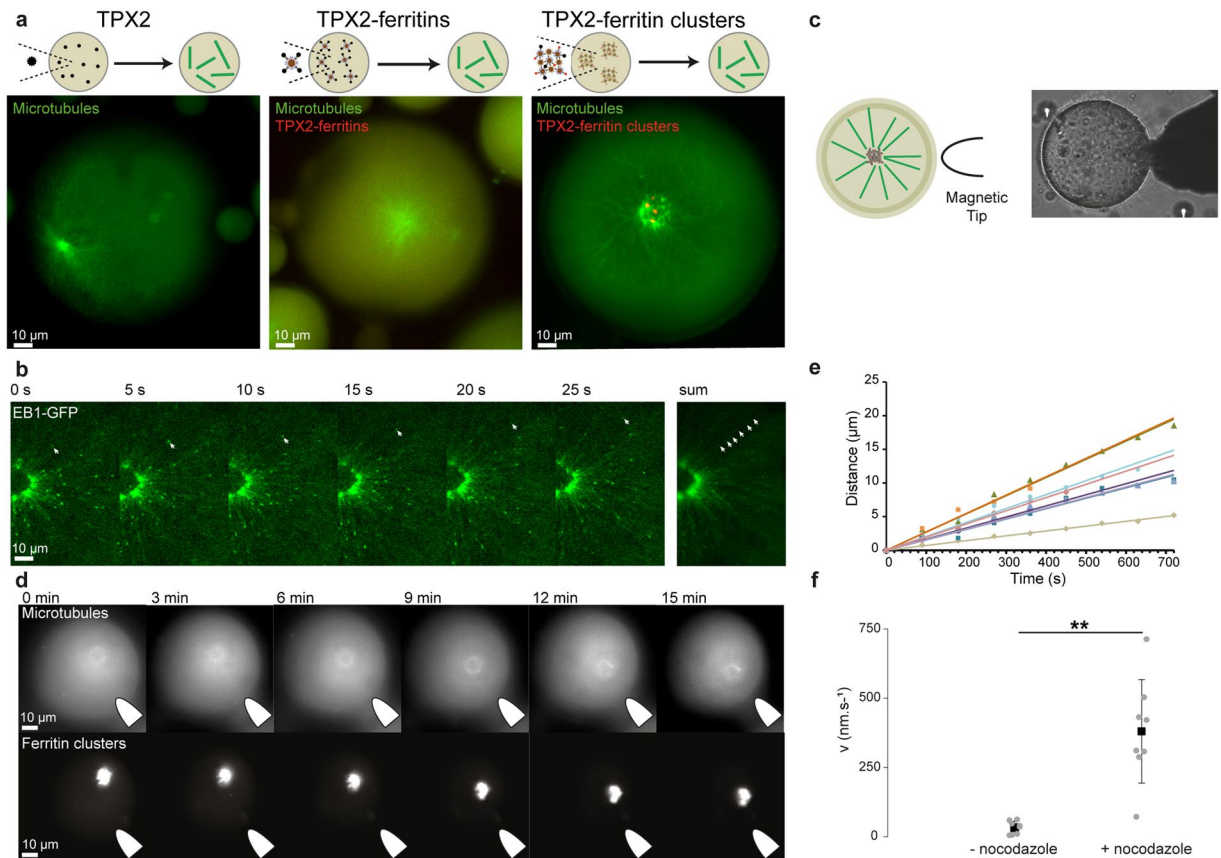 a
TPX2
TPX2-ferritins
TPX2-ferritin clusters
Microtubules
10 µm
Microtubules
TPX2-ferritins
10 µm
Microtubules
TPX2-ferritin clusters
10 µm
b
0 s
5 s
10 s
15 s
20 s
25 s
sum
EB1-GFP
10 µm
c
Magnetic
Tip
d
0 min
3 min
6 min
9 min
12 min
15 min
Microtubules
10 µm
Ferritin clusters
10 µm
e
Distance (µm)
25
20
15
10
5
0
0
100
200
300
400
500
600
700
Time (s)
f
**
v (nm.s⁻¹)
750
500
250
0
- nocodazole
+ nocodazole